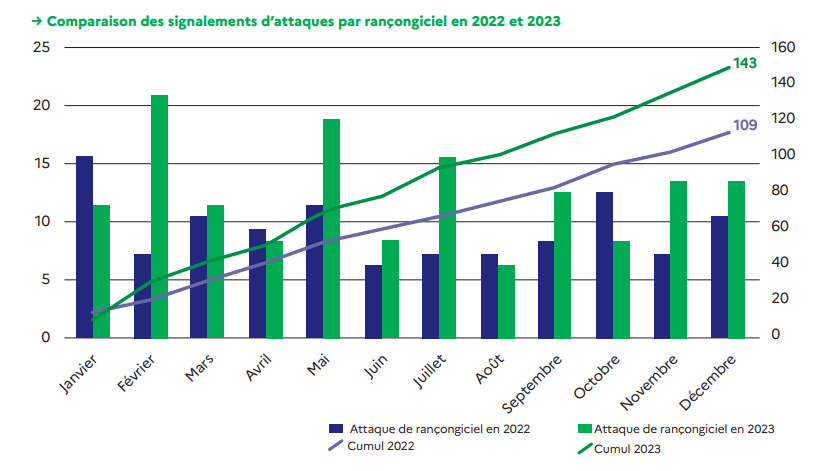 → Comparaison des signalements d’attaques par rançongiciel en 2022 et 2023
25
20
15
10
5
0
160
140
120
100
80
60
40
20
0
143
109
Janvier
Février
Mars
Avril
Mai
Juin
Juillet
Août
Septembre
Octobre
Novembre
Décembre
Attaque de rançongiciel en 2022
Attaque de rançongiciel en 2023
Cumul 2022
Cumul 2023